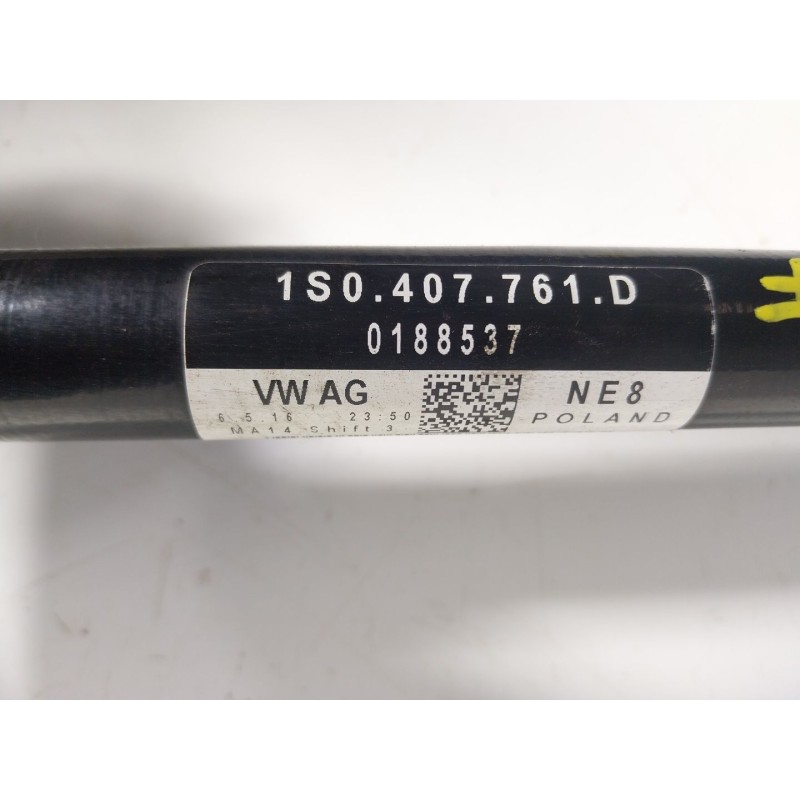 1S0.407.761.D
0188537
VW AG NE8
6 5 16 23:50 POLAND
MA14 Shift 3